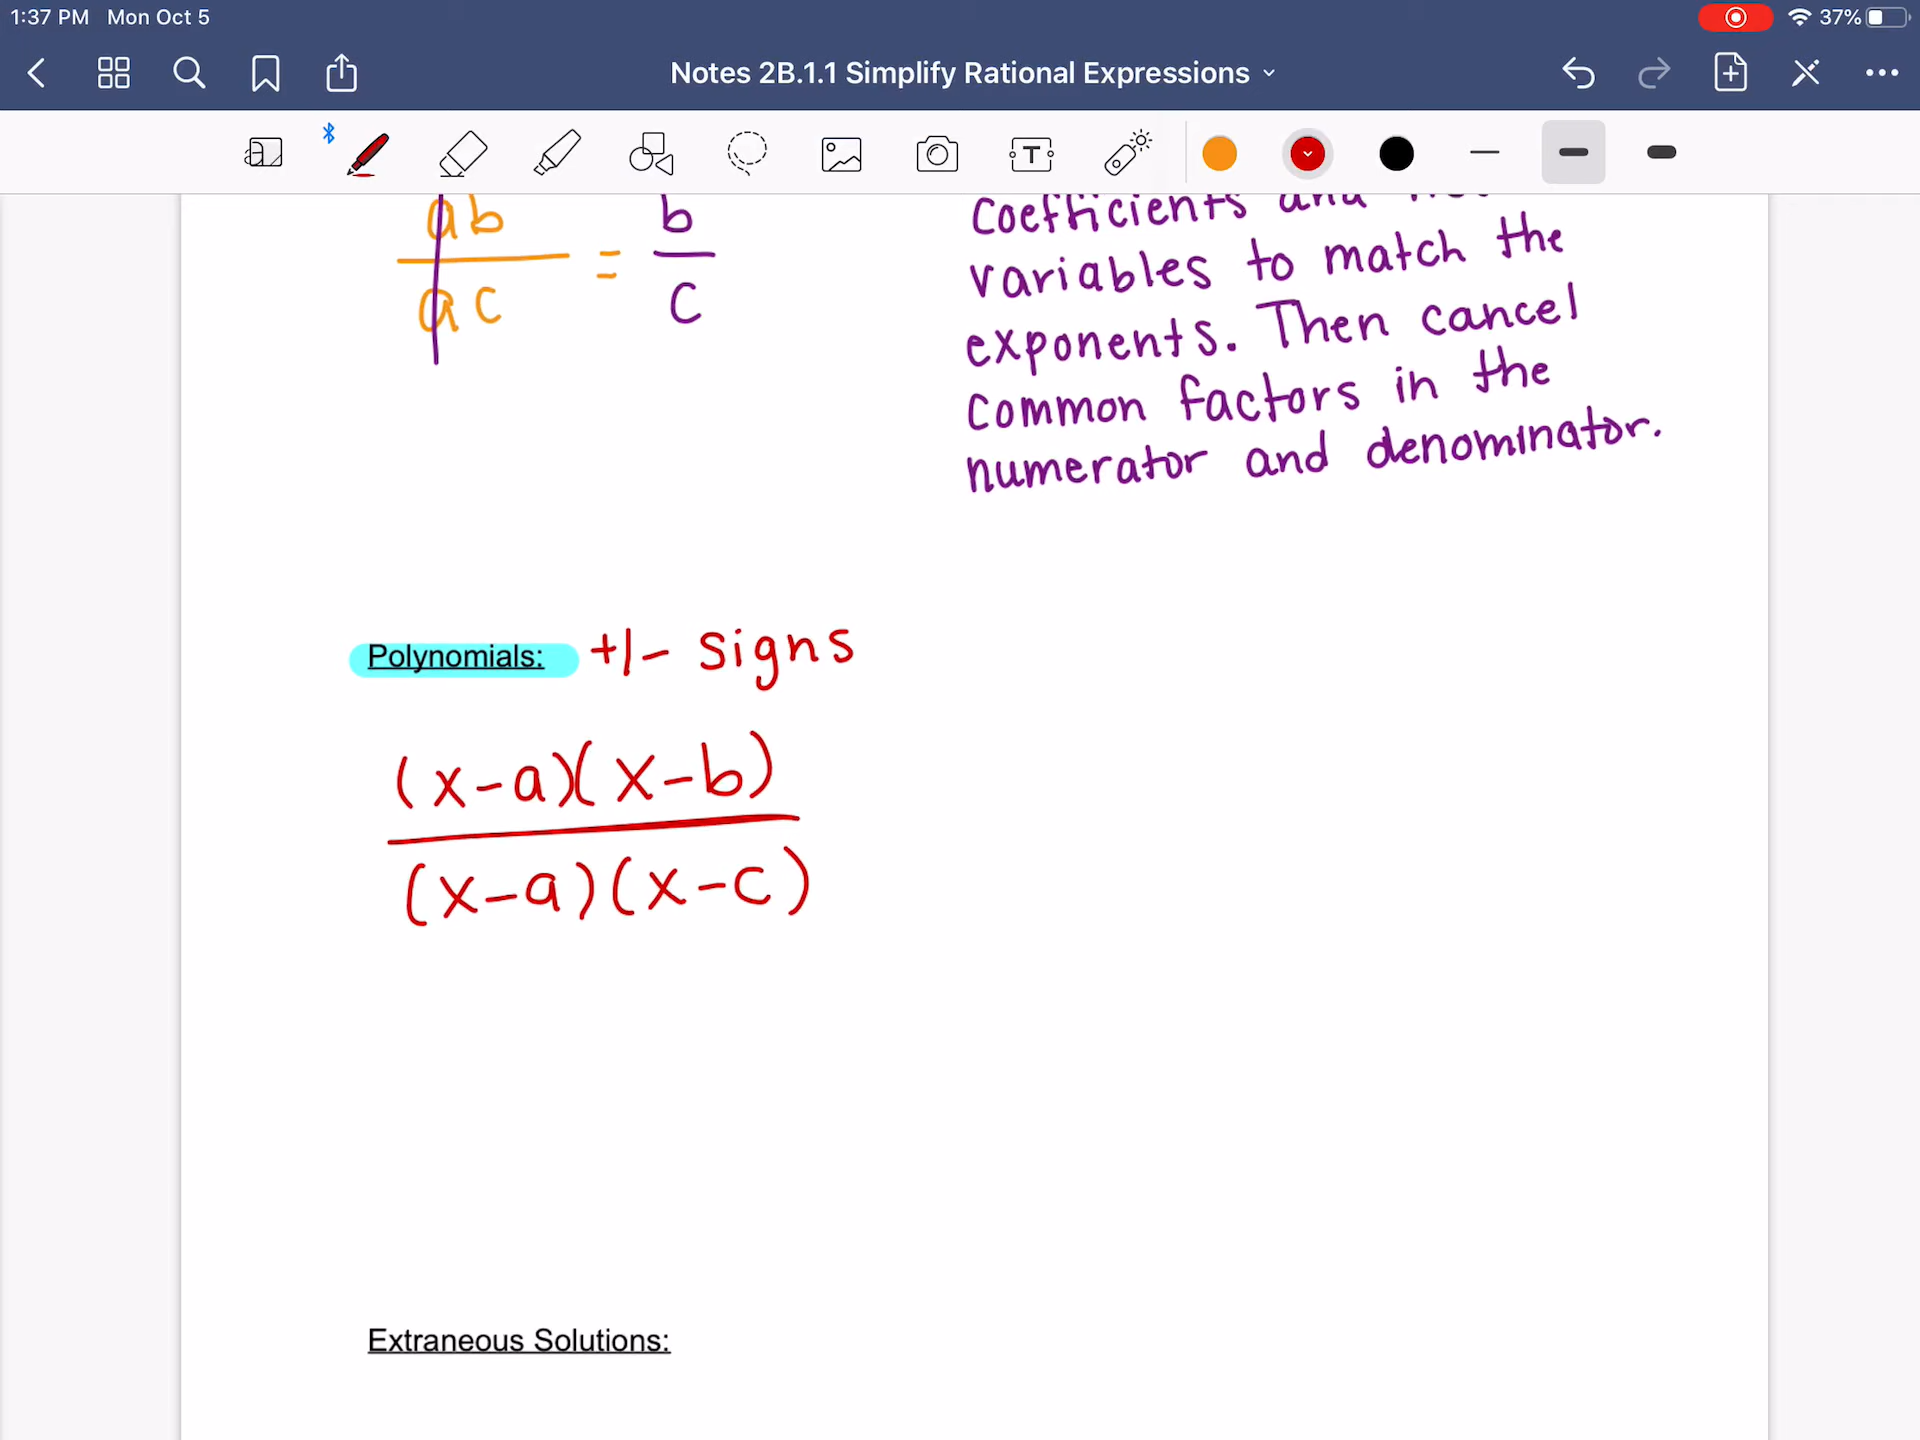 1:37 PM Mon Oct 5
37%
Notes 2B.1.1 Simplify Rational Expressions
ab
ac
=
b
c
Coefficients and
variables to match the
exponents. Then cancel
common factors in the
numerator and denominator.
Polynomials: +/- signs
(x-a)(x-b)
(x-a)(x-c)
Extraneous Solutions: